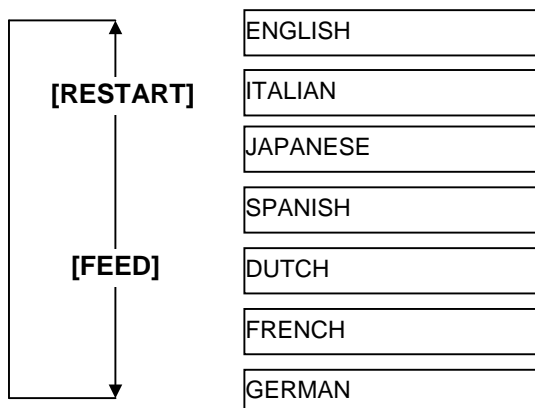 ENGLISH
[RESTART]
ITALIAN
JAPANESE
SPANISH
[FEED]
DUTCH
FRENCH
GERMAN